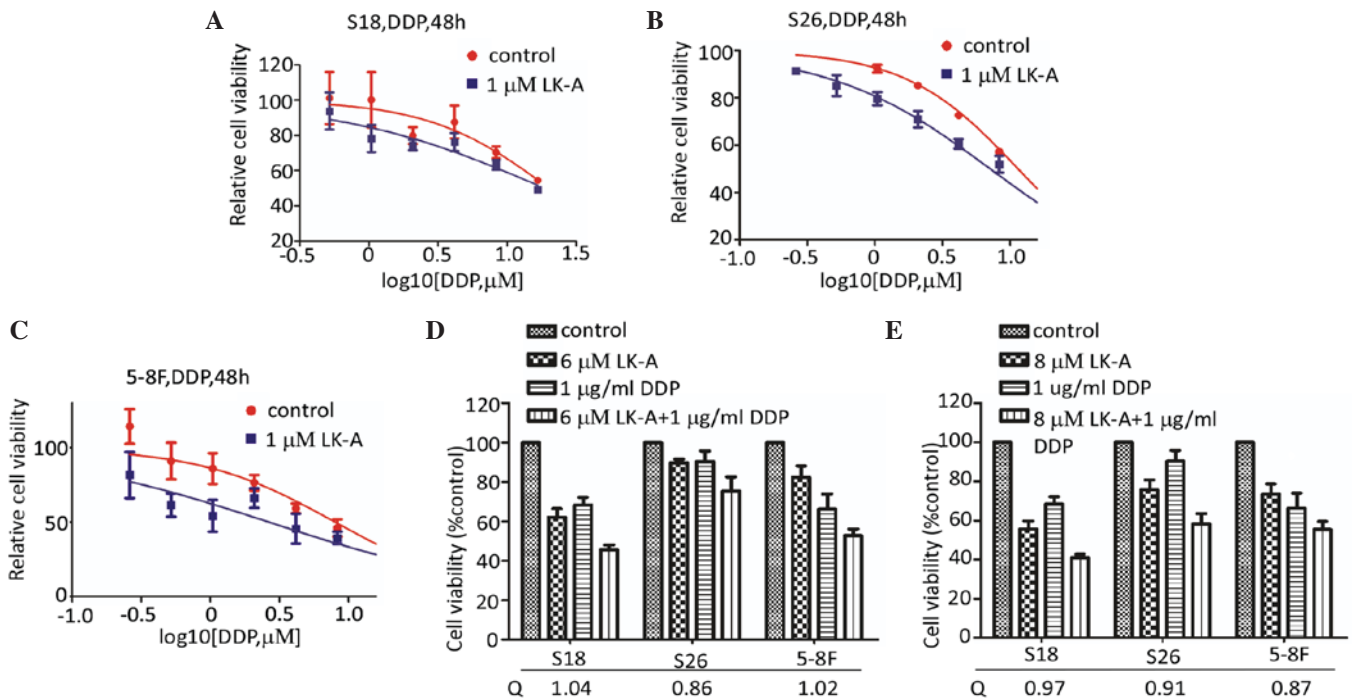 A
S18,DDP,48h
control
1 μM LK-A
Relative cell viability
120
100
80
60
40
20
-0.5
0
0.5
1.0
1.5
log10[DDP,μM]
B
S26,DDP,48h
control
1 μM LK-A
Relative cell viability
100
80
60
40
20
-1.0
-0.5
0
0.5
1.0
log10[DDP,μM]
C
5-8F,DDP,48h
control
1 μM LK-A
Relative cell viability
100
50
0
-1.0
-0.5
0
0.5
1.0
log10[DDP,μM]
D
control
6 μM LK-A
1 μg/ml DDP
6 μM LK-A+1 μg/ml DDP
Cell viability (%control)
120
100
80
60
40
20
0
S18 S26 5-8F
Q 1.04 0.86 1.02
E
control
8 μM LK-A
1 ug/ml DDP
8 μM LK-A+1 μg/ml
DDP
Cell viability (%control)
120
100
80
60
40
20
0
S18 S26 5-8F
Q 0.97 0.91 0.87